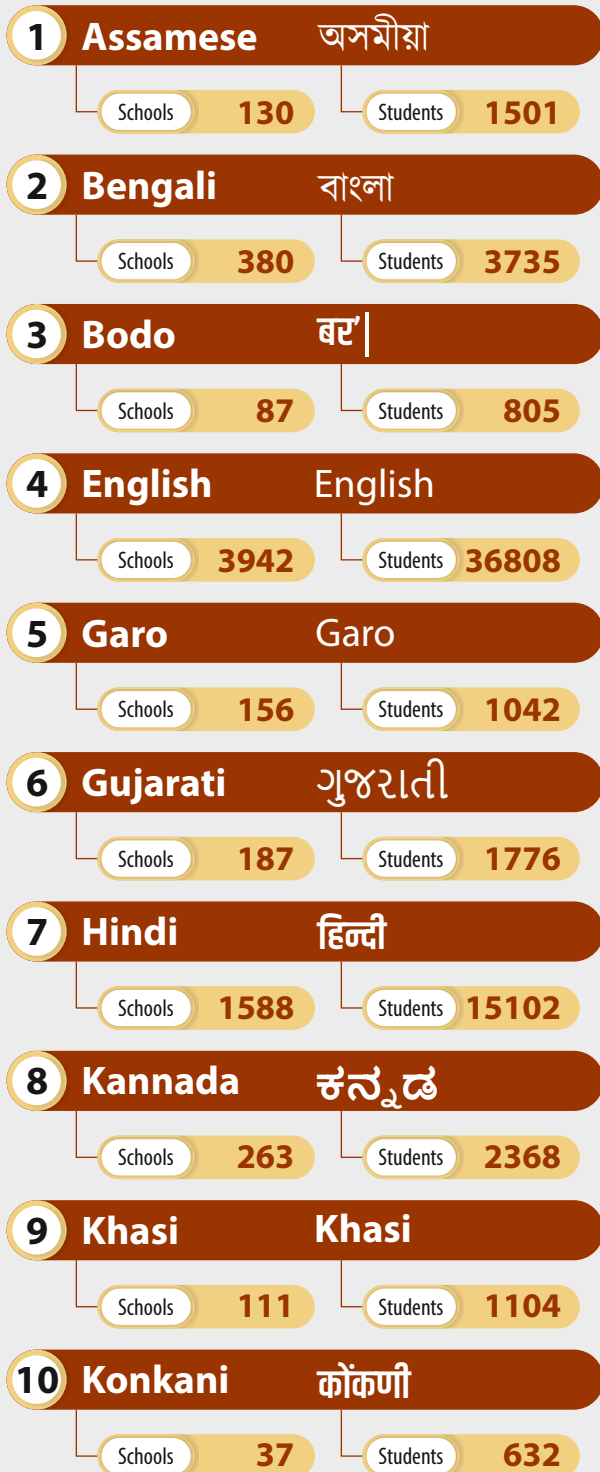 1 Assamese অসমীয়া
Schools 130 Students 1501
2 Bengali বাংলা
Schools 380 Students 3735
3 Bodo बर’|
Schools 87 Students 805
4 English English
Schools 3942 Students 36808
5 Garo Garo
Schools 156 Students 1042
6 Gujarati ગુજરાતી
Schools 187 Students 1776
7 Hindi हिन्दी
Schools 1588 Students 15102
8 Kannada ಕನ್ನಡ
Schools 263 Students 2368
9 Khasi Khasi
Schools 111 Students 1104
10 Konkani कोंकणी
Schools 37 Students 632